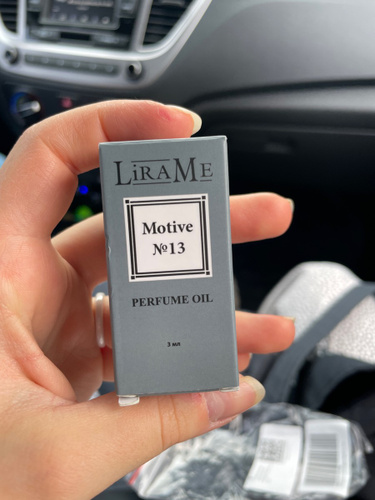 LiRAME
Motive
№13
PERFUME OIL
3 мл